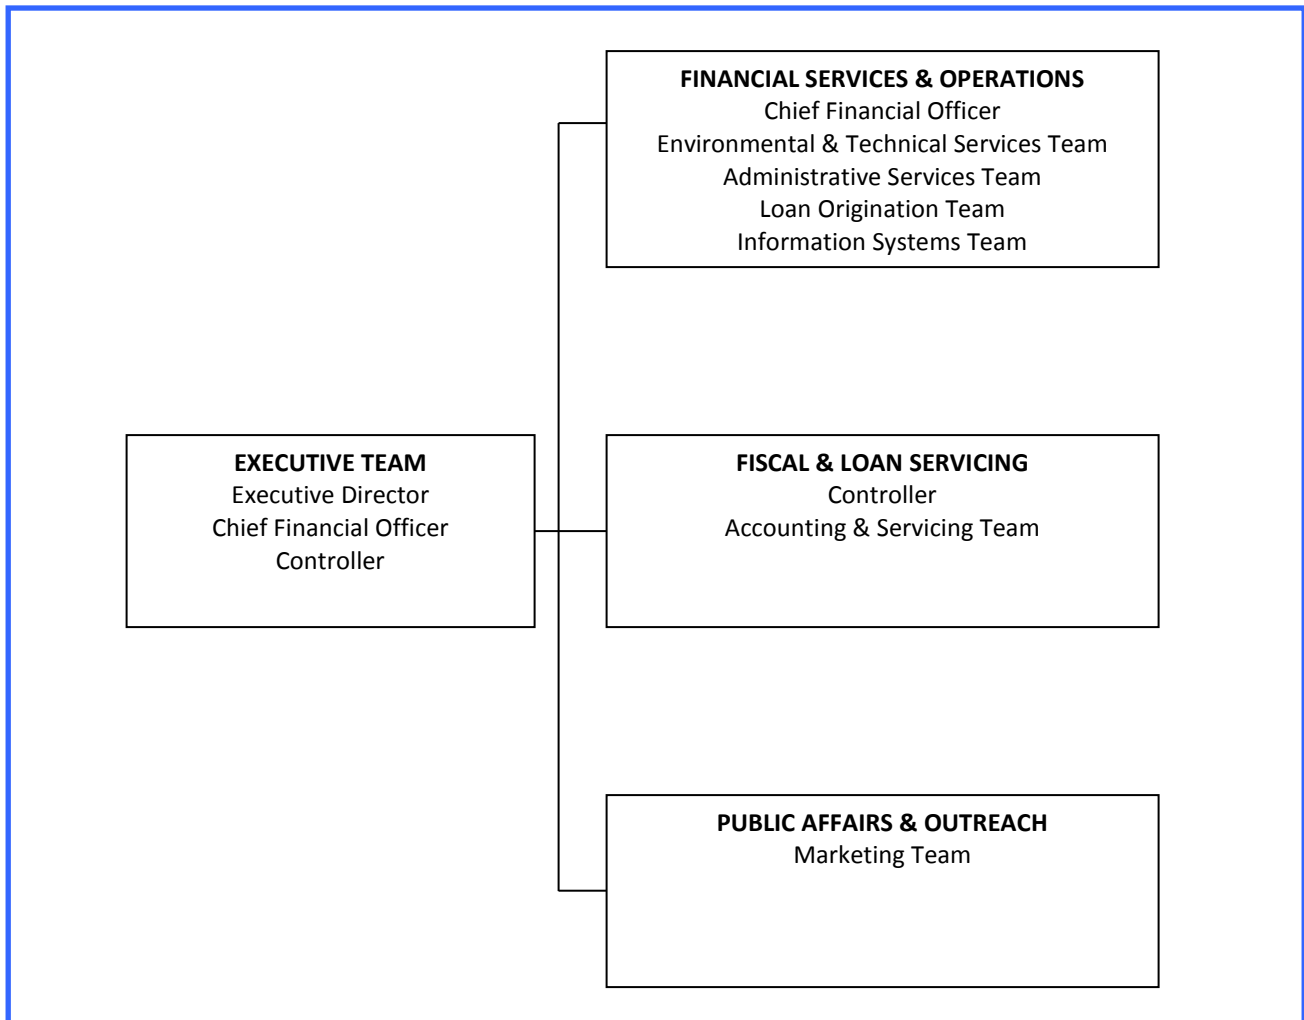 FINANCIAL SERVICES & OPERATIONS
Chief Financial Officer
Environmental & Technical Services Team
Administrative Services Team
Loan Origination Team
Information Systems Team
EXECUTIVE TEAM
Executive Director
Chief Financial Officer
Controller
FISCAL & LOAN SERVICING
Controller
Accounting & Servicing Team
PUBLIC AFFAIRS & OUTREACH
Marketing Team